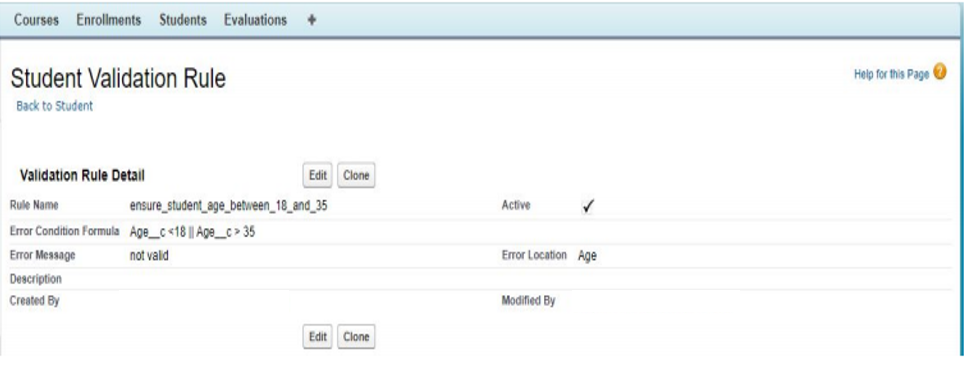 Courses Enrollments Students Evaluations +
Student Validation Rule
Help for this Page ?
Back to Student
Validation Rule Detail Edit Clone
Rule Name ensure_student_age_between_18_and_35 Active ✓
Error Condition Formula Age__c <18 || Age__c > 35
Error Message not valid Error Location Age
Description
Created By Modified By
Edit Clone